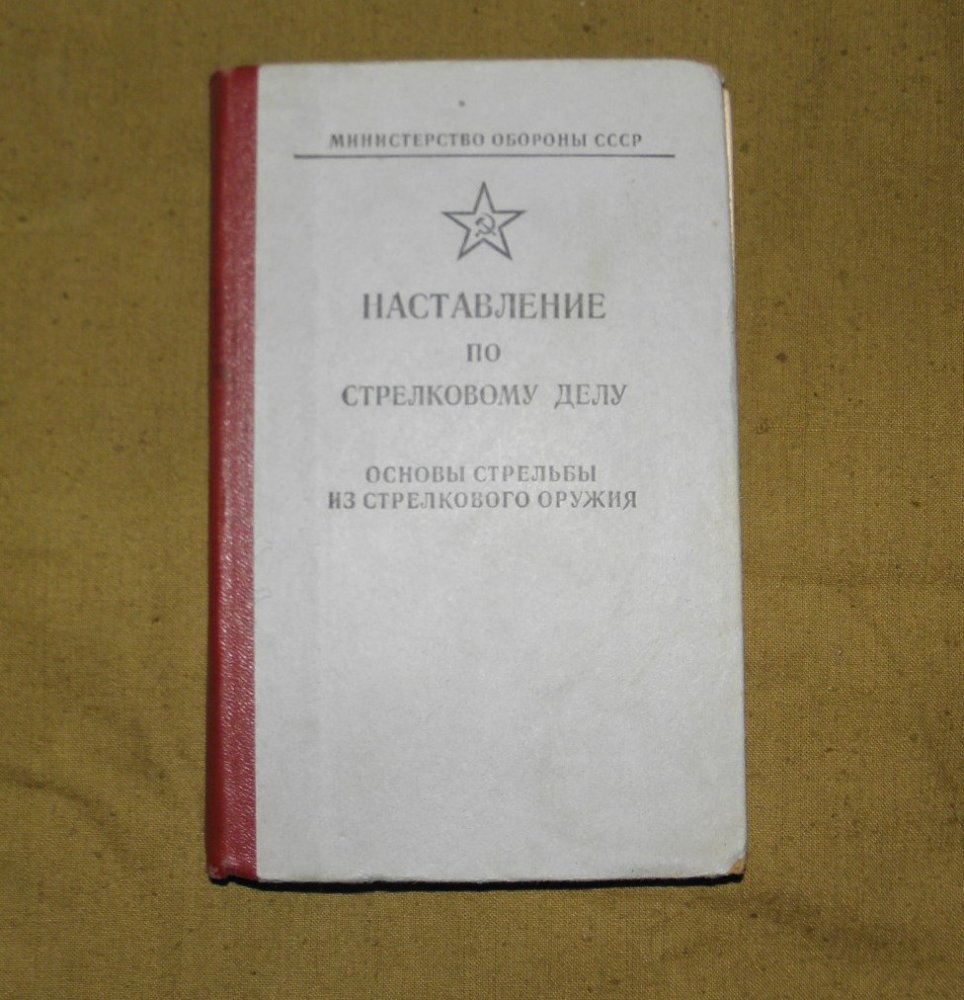 МИНИСТЕРСТВО ОБОРОНЫ СССР
НАСТАВЛЕНИЕ
ПО
СТРЕЛКОВОМУ ДЕЛУ
ОСНОВЫ СТРЕЛЬБЫ
ИЗ СТРЕЛКОВОГО ОРУЖИЯ